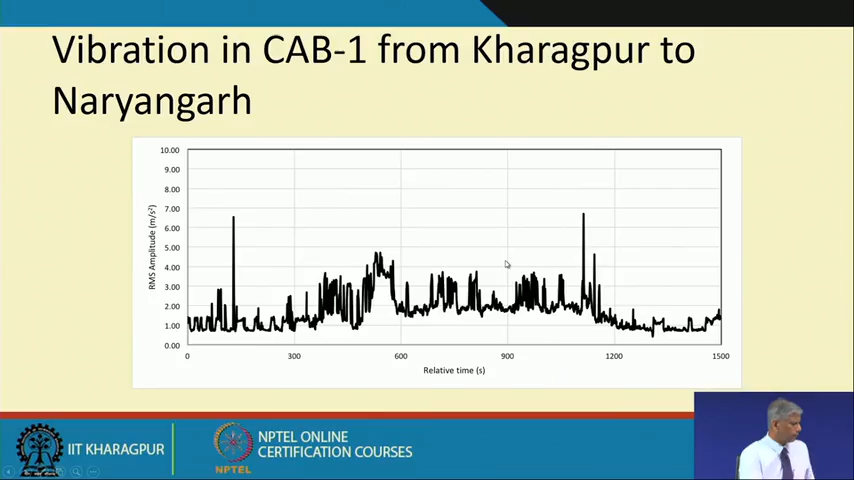 Vibration in CAB-1 from Kharagpur to
Naryangarh
10.00
9.00
8.00
7.00
6.00
5.00
4.00
3.00
2.00
1.00
0.00
RMS Amplitude (m/s²)
0 300 600 900 1200 1500
Relative time (s)
IIT KHARAGPUR
NPTEL
NPTEL ONLINE
CERTIFICATION COURSES